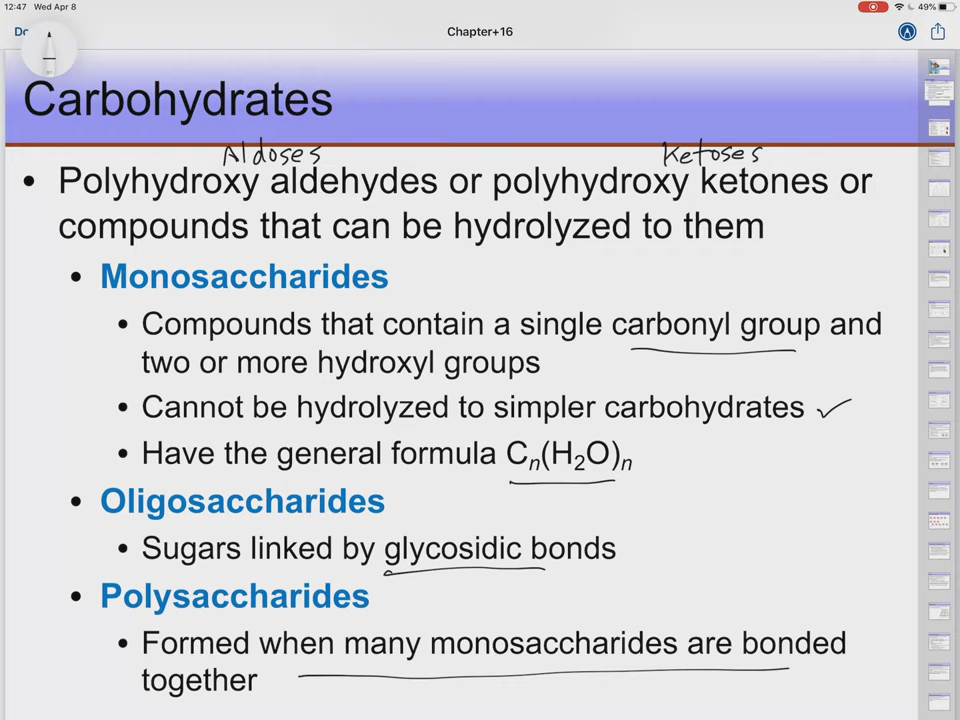 12:47 Wed Apr 8
49%
Chapter+16
Carbohydrates
Aldoses Ketoses
• Polyhydroxy aldehydes or polyhydroxy ketones or
compounds that can be hydrolyzed to them
• Monosaccharides
• Compounds that contain a single carbonyl group and
two or more hydroxyl groups
• Cannot be hydrolyzed to simpler carbohydrates ✓
• Have the general formula Cn(H2O)n
• Oligosaccharides
• Sugars linked by glycosidic bonds
• Polysaccharides
• Formed when many monosaccharides are bonded
together